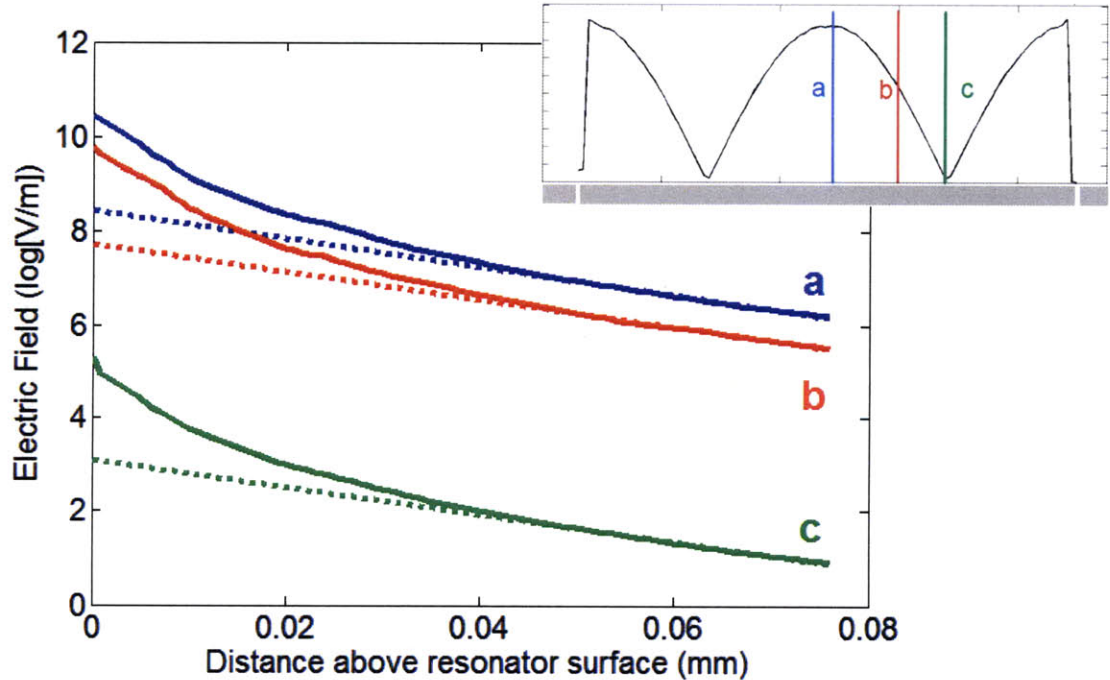 a
b
c
12
10
8
6
4
2
0
Electric Field (log[V/m])
a
b
c
0
0.02
0.04
0.06
0.08
Distance above resonator surface (mm)